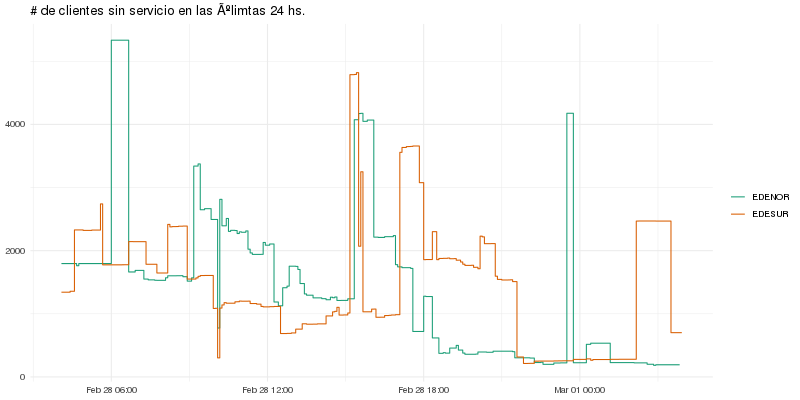 # de clientes sin servicio en las Ãºlimtas 24 hs.
4000
2000
0
Feb 28 06:00
Feb 28 12:00
Feb 28 18:00
Mar 01 00:00
EDENOR
EDESUR